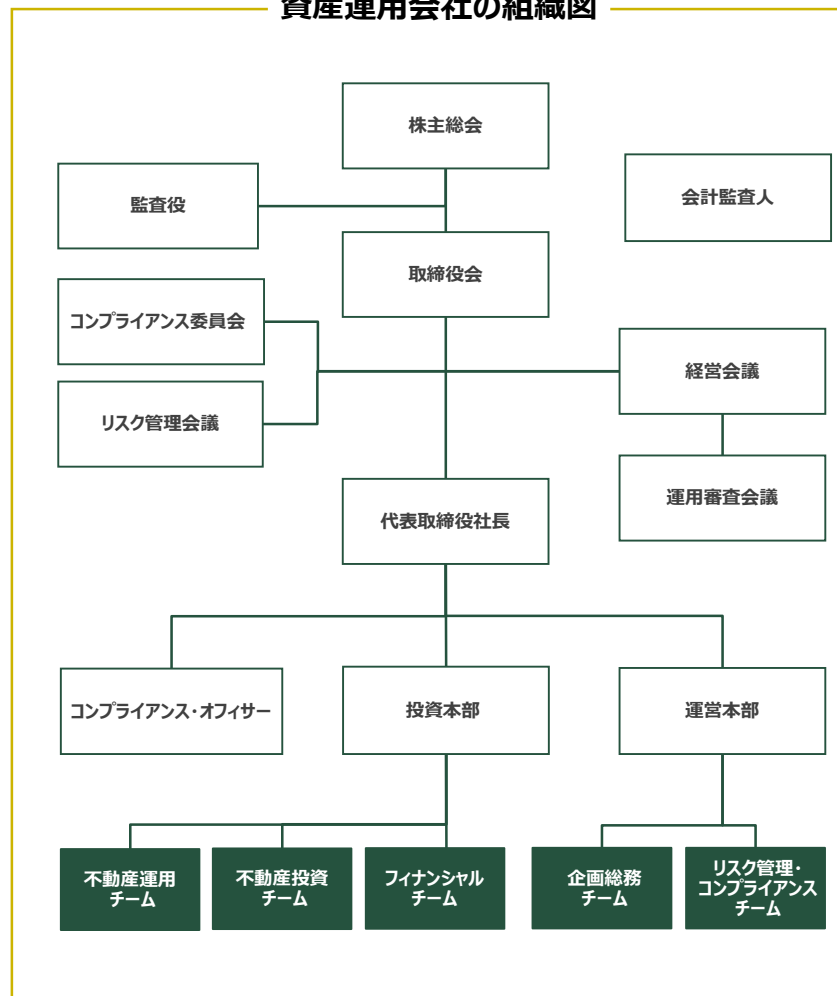 資産運用会社の組織図
株主総会
監査役
会計監査人
取締役会
コンプライアンス委員会
経営会議
リスク管理会議
運用審査会議
代表取締役社長
コンプライアンス・オフィサー
投資本部
運営本部
不動産運用
チーム
不動産投資
チーム
フィナンシャル
チーム
企画総務
チーム
リスク管理・
コンプライアンス
チーム